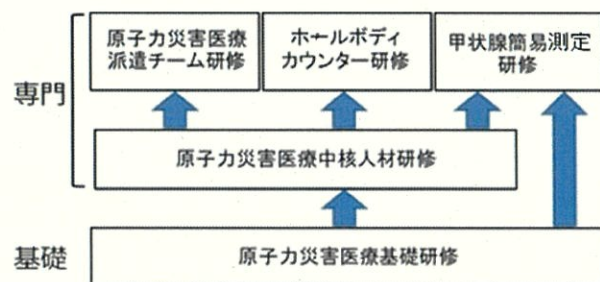 原子力災害医療
派遣チーム研修
ホールボディ
カウンター研修
甲状腺簡易測定
研修
専門
原子力災害医療中核人材研修
基礎
原子力災害医療基礎研修